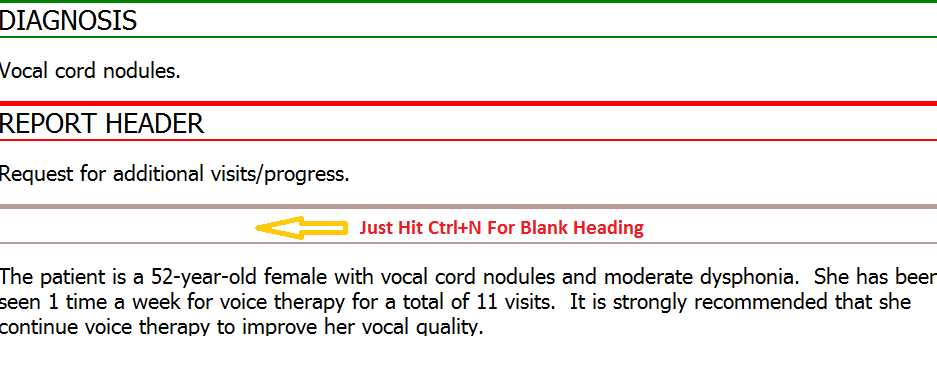 DIAGNOSIS
Vocal cord nodules.
REPORT HEADER
Request for additional visits/progress.
Just Hit Ctrl+N For Blank Heading
The patient is a 52-year-old female with vocal cord nodules and moderate dysphonia.  She has been
seen 1 time a week for voice therapy for a total of 11 visits.  It is strongly recommended that she
continue voice therapy to improve her vocal quality.